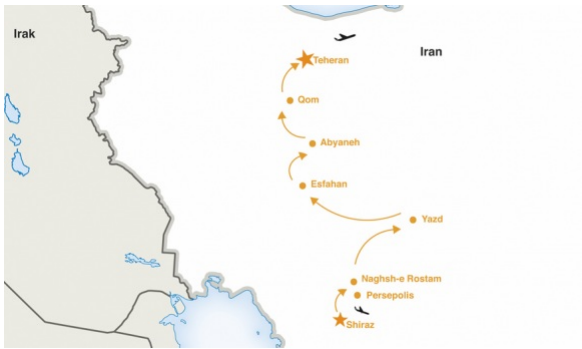 Irak
Iran
Teheran
Qom
Abyaneh
Esfahan
Yazd
Naghsh-e Rostam
Persepolis
Shiraz